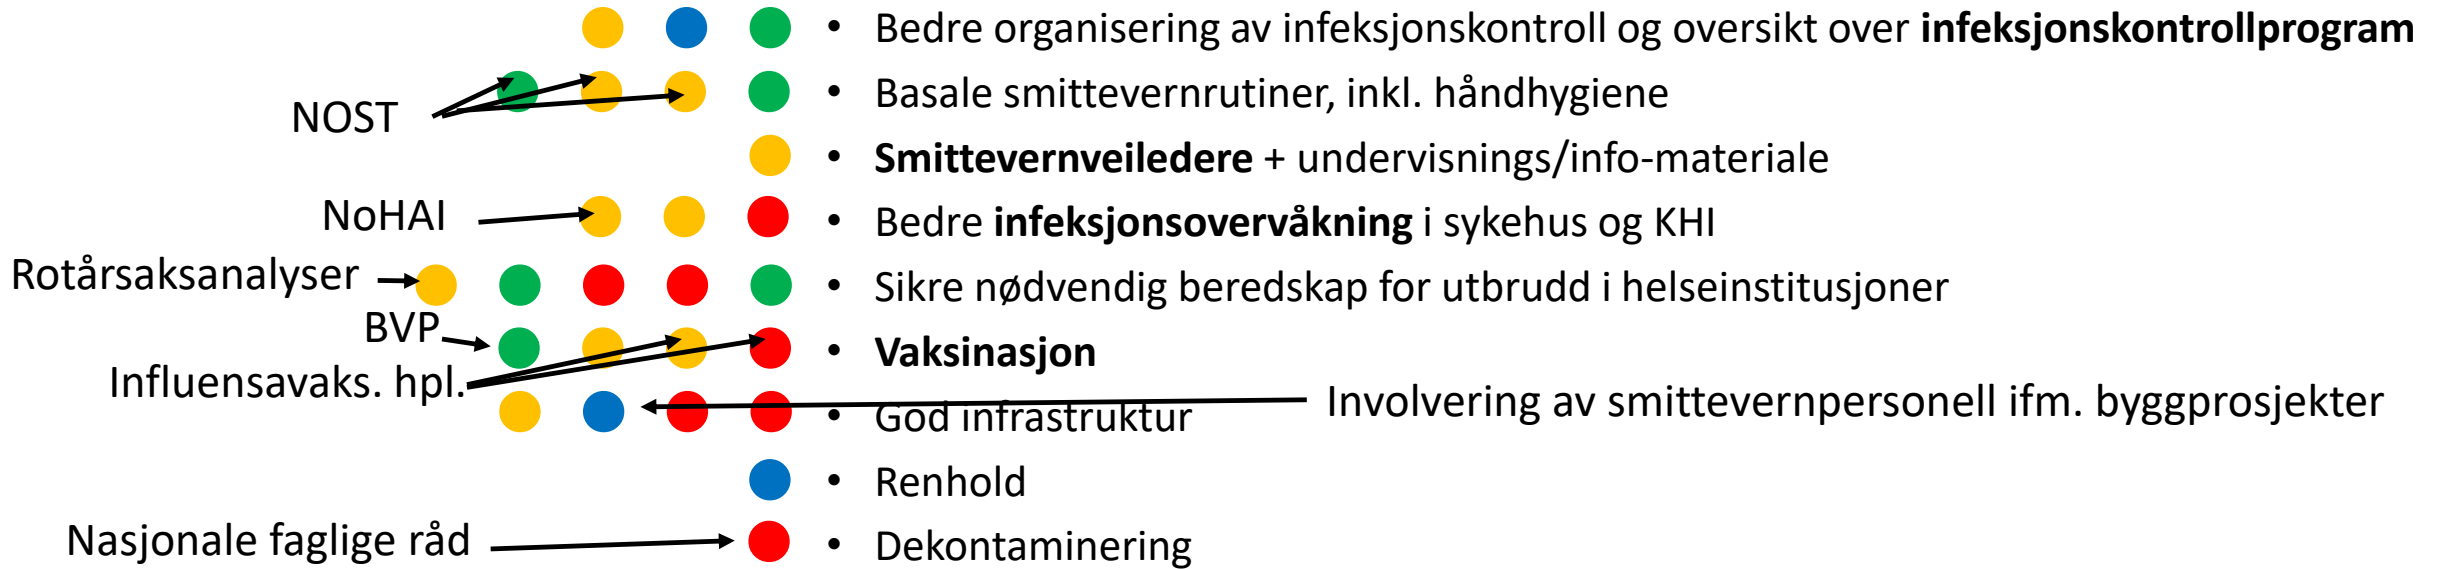 • Bedre organisering av infeksjonskontroll og oversikt over infeksjonskontrollprogram
NOST
• Basale smittevernrutiner, inkl. håndhygiene
• Smittevernveiledere + undervisnings/info-materiale
NoHAI
• Bedre infeksjonsovervåkning i sykehus og KHI
Rotårsaksanalyser
• Sikre nødvendig beredskap for utbrudd i helseinstitusjoner
BVP
• Vaksinasjon
Influensavaks. hpl.
• God infrastruktur
Involvering av smittevernpersonell ifm. byggprosjekter
• Renhold
Nasjonale faglige råd
• Dekontaminering